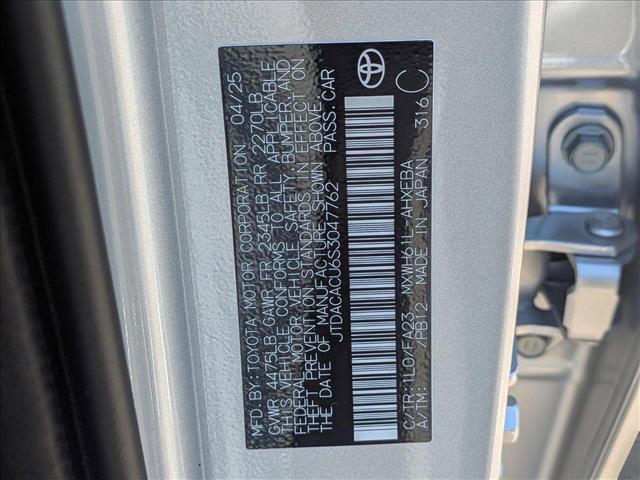 MFD. BY: TOYOTA MOTOR CORPORATION 04/25
GVWR 4475LB GAWR FR 2345LB RR 2270LB
THIS VEHICLE CONFORMS TO ALL APPLICABLE
FEDERAL MOTOR VEHICLE SAFETY, BUMPER, AND
THEFT PREVENTION STANDARDS IN EFFECT ON
THE DATE OF MANUFACTURE SHOWN ABOVE.
JTDACACU6S3047762 PASS. CAR
C/TR: 1L0/FA23 MXWH61L-AHXEBA
A/TM: -/PB12 MADE IN JAPAN 316
C